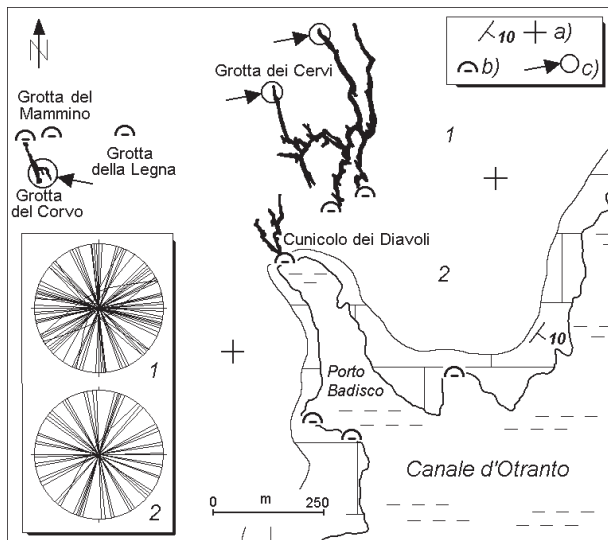 N
Grotta dei Cervi
10 a)
b) c)
Grotta del
Mammino
Grotta
della Legna
Grotta
del Corvo
1
Cunicolo dei Diavoli
2
10
1
Porto
Badisco
2
Canale d'Otranto
0 m 250